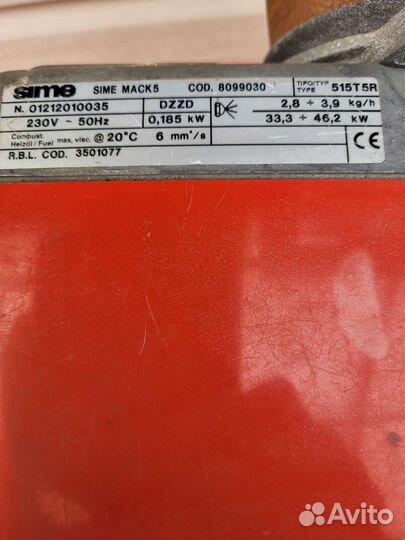 sime SIME MACK5 COD. 8099030 TIPO/TYP TYPE 515T5R
N. 01212010035 DZZD 2,8 ÷ 3,9 kg/h
230V ~ 50Hz 0,185 kW 33,3 ÷ 46,2 kW
Combust. Heizöl / Fuel max. visc. @ 20°C 6 mm²/s CE
R.B.L. COD. 3501077
Avito